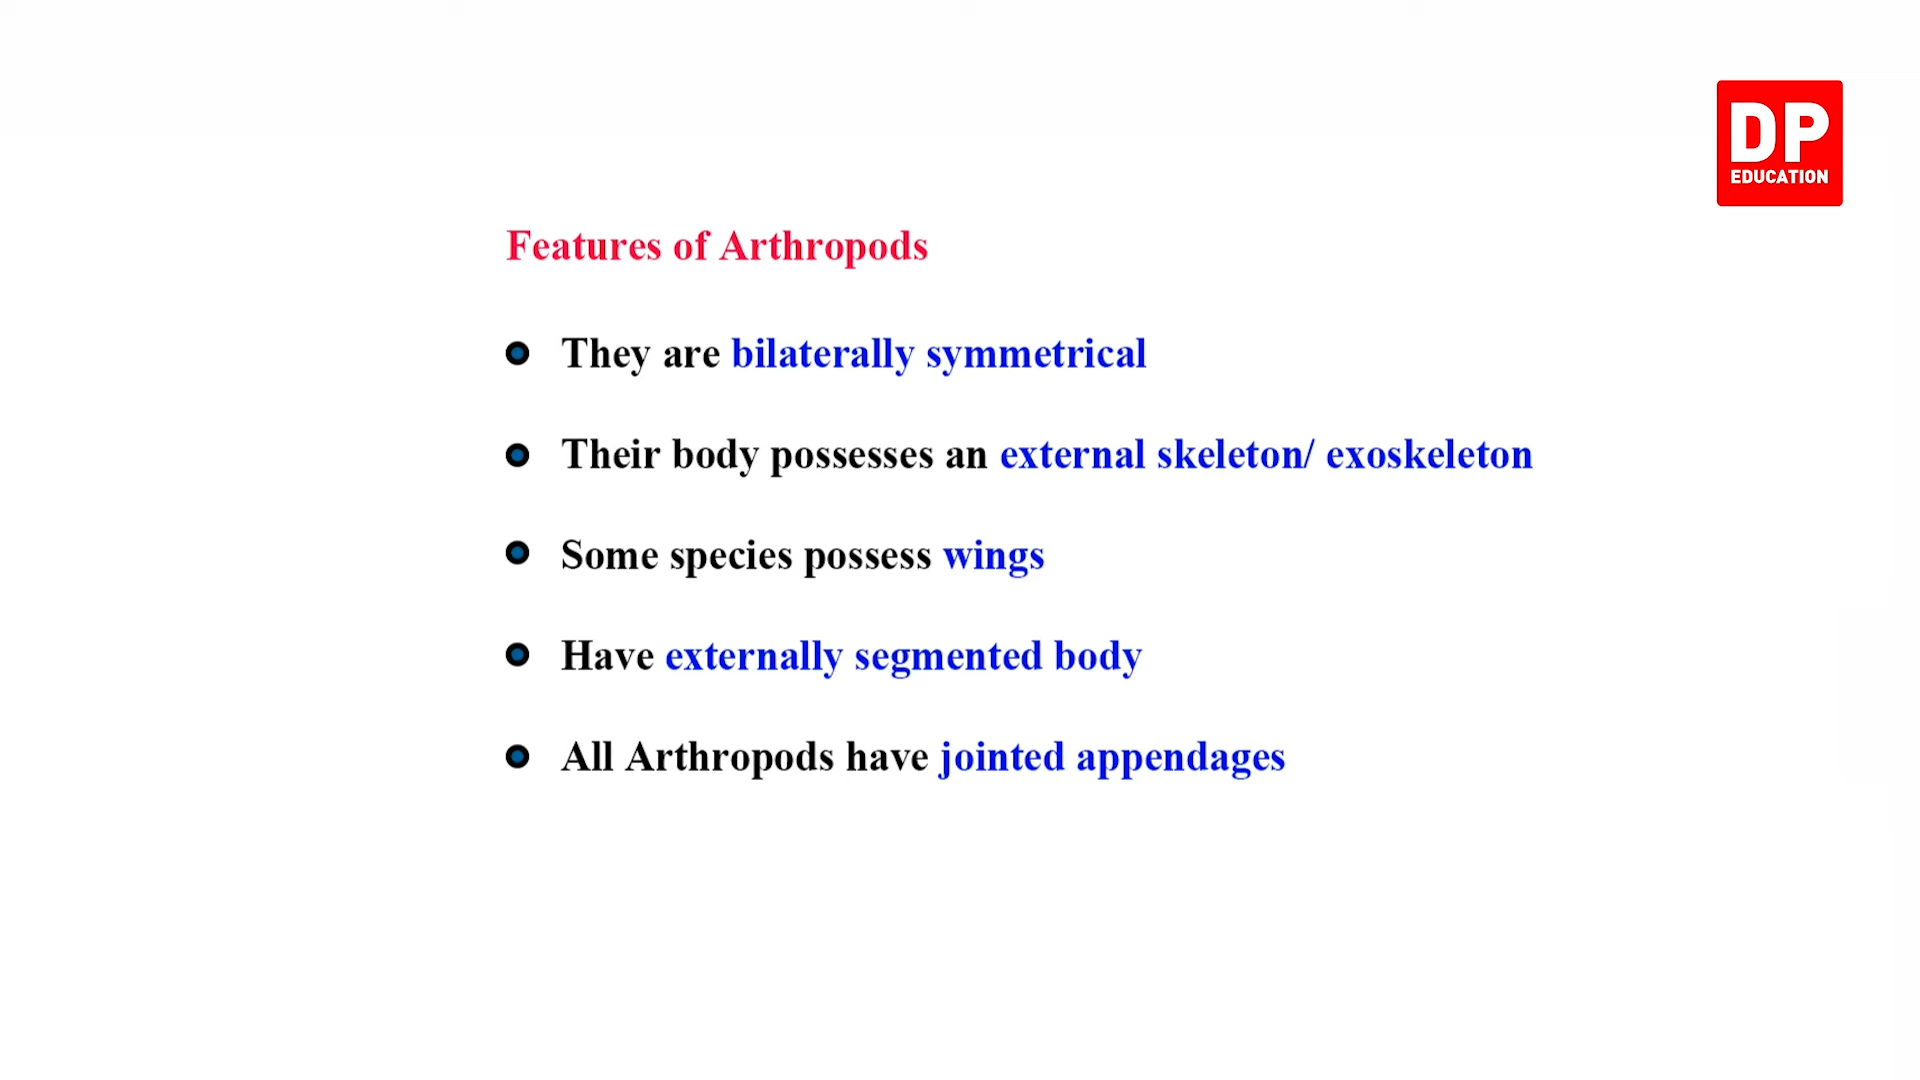 DP
EDUCATION
Features of Arthropods
They are bilaterally symmetrical
Their body possesses an external skeleton/ exoskeleton
Some species possess wings
Have externally segmented body
All Arthropods have jointed appendages